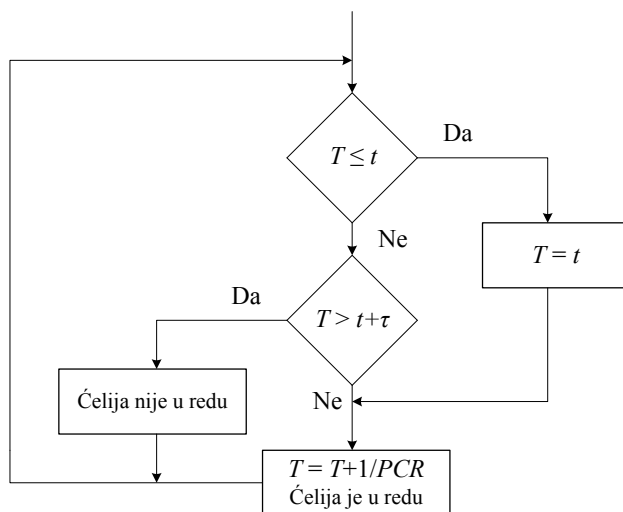 Da
T ≤ t
Ne
T = t
Da
T > t+τ
Ćelija nije u redu
Ne
T = T+1/PCR
Ćelija je u redu